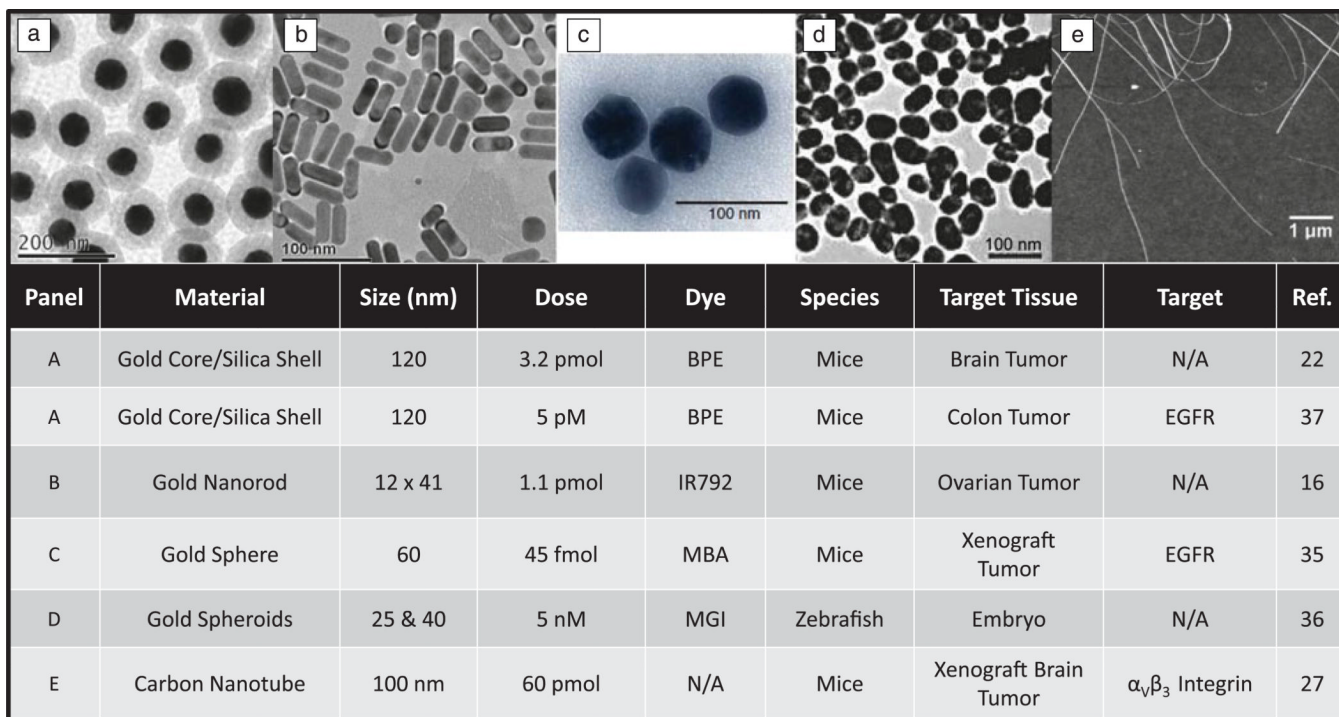 a b c d e
200 nm
100 nm
100 nm
100 nm
1 μm
Panel Material Size (nm) Dose Dye Species Target Tissue Target Ref.
A Gold Core/Silica Shell 120 3.2 pmol BPE Mice Brain Tumor N/A 22
A Gold Core/Silica Shell 120 5 pM BPE Mice Colon Tumor EGFR 37
B Gold Nanorod 12 x 41 1.1 pmol IR792 Mice Ovarian Tumor N/A 16
C Gold Sphere 60 45 fmol MBA Mice Xenograft Tumor EGFR 35
D Gold Spheroids 25 & 40 5 nM MGI Zebrafish Embryo N/A 36
E Carbon Nanotube 100 nm 60 pmol N/A Mice Xenograft Brain Tumor αᵥβ₃ Integrin 27